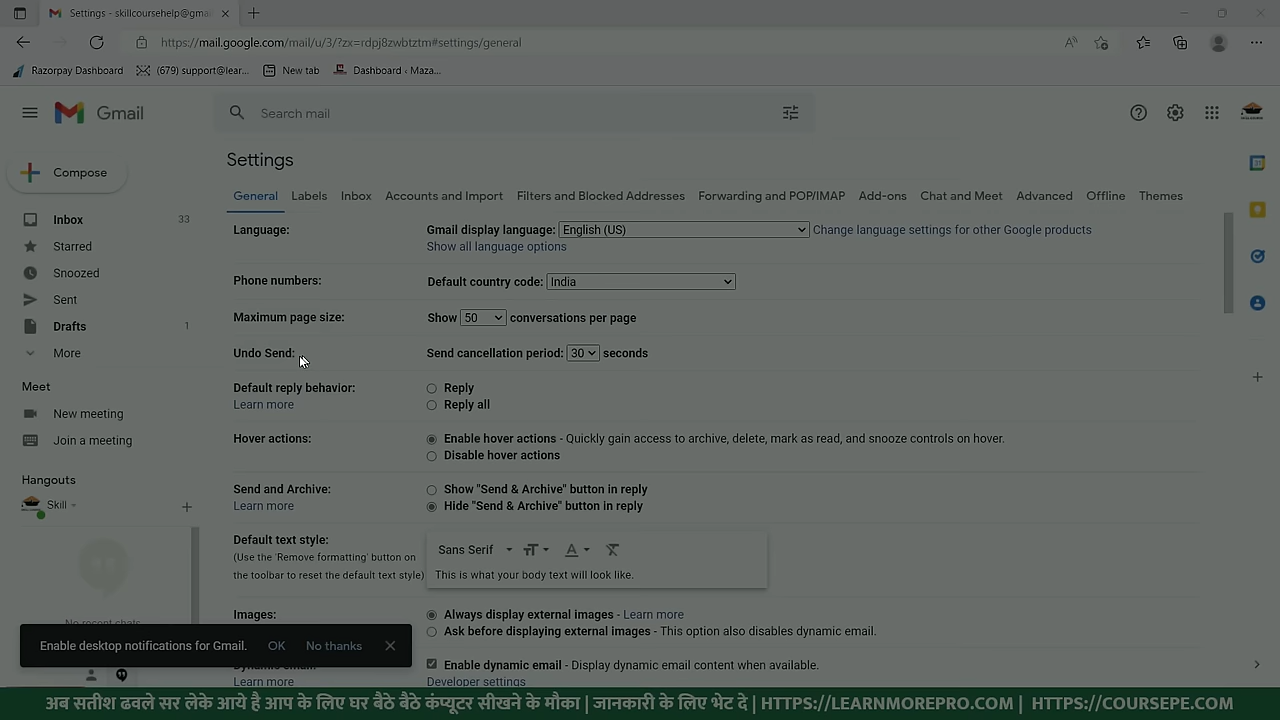 Settings - skillcoursehelp@gmai
https://mail.google.com/mail/u/3/?zx=rdpj8zwbtztm#settings/general
Razorpay Dashboard (679) support@lear... New tab Dashboard ‹ Maza...
Gmail Search mail
Settings
Compose
General Labels Inbox Accounts and Import Filters and Blocked Addresses Forwarding and POP/IMAP Add-ons Chat and Meet Advanced Offline Themes
Inbox 33
Starred
Snoozed
Sent
Drafts 1
More
Meet
New meeting
Join a meeting
Hangouts
Skill
Language: Gmail display language: English (US) Change language settings for other Google products
Show all language options
Phone numbers: Default country code: India
Maximum page size: Show 50 conversations per page
Undo Send: Send cancellation period: 30 seconds
Default reply behavior: Reply
Learn more Reply all
Hover actions: Enable hover actions - Quickly gain access to archive, delete, mark as read, and snooze controls on hover.
Disable hover actions
Send and Archive: Show "Send & Archive" button in reply
Learn more Hide "Send & Archive" button in reply
Default text style: Sans Serif
(Use the 'Remove formatting' button on
the toolbar to reset the default text style) This is what your body text will look like.
Images: Always display external images - Learn more
Ask before displaying external images - This option also disables dynamic email.
No recent chats
Enable desktop notifications for Gmail. OK No thanks
Dynamic email: Enable dynamic email - Display dynamic email content when available.
Learn more Developer settings
अब सतीश ढवले सर लेके आये है आप के लिए घर बैठे बैठे कंप्यूटर सीखने के मौका | जानकारी के लिए भेट दे | HTTPS://LEARNMOREPRO.COM | HTTPS://COURSEPE.COM